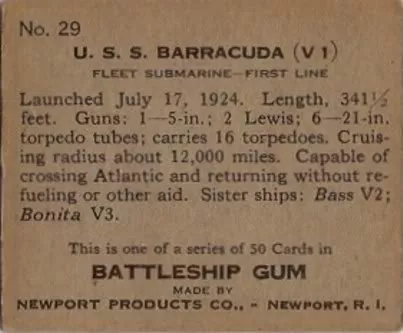 No. 29
U. S. S. BARRACUDA (V 1)
FLEET SUBMARINE—FIRST LINE
Launched July 17, 1924. Length, 341½
feet. Guns: 1—5-in.; 2 Lewis; 6—21-in.
torpedo tubes; carries 16 torpedoes. Cruis-
ing radius about 12,000 miles. Capable of
crossing Atlantic and returning without re-
fueling or other aid. Sister ships: Bass V2;
Bonita V3.
This is one of a series of 50 Cards in
BATTLESHIP GUM
MADE BY
NEWPORT PRODUCTS CO., - NEWPORT, R. I.